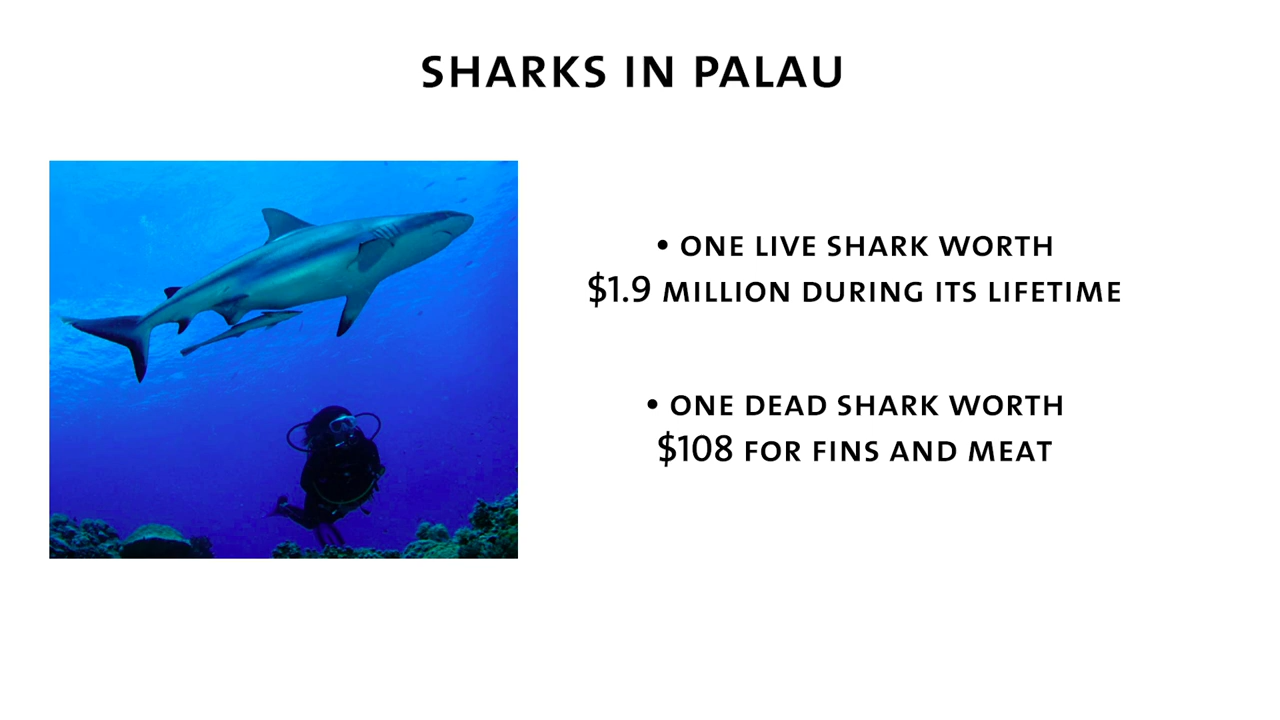 SHARKS IN PALAU
• ONE LIVE SHARK WORTH
$1.9 MILLION DURING ITS LIFETIME
• ONE DEAD SHARK WORTH
$108 FOR FINS AND MEAT